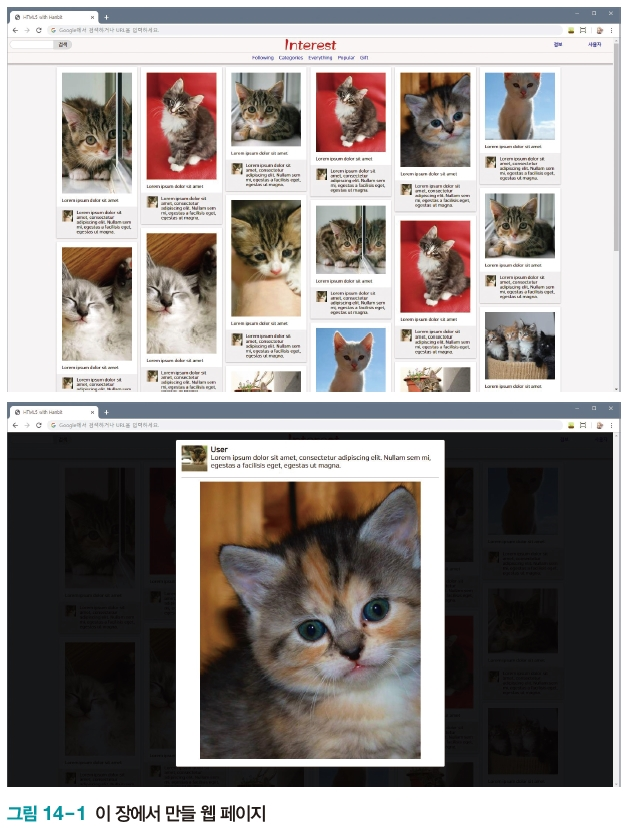 HTML5 with Hanbit
Google에서 검색하거나 URL을 입력하세요.
검색
Interest
결보 사용자
Following Categories Everything Popular Gift
Lorem ipsum dolor sit amet
Lorem ipsum dolor sit
amet, consectetur
adipiscing elit. Nullam sem
mi, egestas a facilisis eget,
egestas ut magna.
Lorem ipsum dolor sit amet
Lorem ipsum dolor sit
amet, consectetur
adipiscing elit. Nullam sem
mi, egestas a facilisis eget,
egestas ut magna.
Lorem ipsum dolor sit amet
Lorem ipsum dolor sit
amet, consectetur
adipiscing elit. Nullam sem
mi, egestas a facilisis eget,
egestas ut magna.
Lorem ipsum dolor sit amet
Lorem ipsum dolor sit
amet, consectetur
adipiscing elit. Nullam sem
mi, egestas a facilisis eget,
egestas ut magna.
Lorem ipsum dolor sit amet
Lorem ipsum dolor sit
amet, consectetur
adipiscing elit. Nullam sem
mi, egestas a facilisis eget,
egestas ut magna.
Lorem ipsum dolor sit amet
Lorem ipsum dolor sit
amet, consectetur
adipiscing elit. Nullam sem
mi, egestas a facilisis eget,
egestas ut magna.
Lorem ipsum dolor sit amet
Lorem ipsum dolor sit
amet, consectetur
adipiscing elit. Nullam sem
Lorem ipsum dolor sit amet
Lorem ipsum dolor sit
amet, consectetur
adipiscing elit. Nullam sem
mi, egestas a facilisis eget,
Lorem ipsum dolor sit amet
Lorem ipsum dolor sit
amet, consectetur
adipiscing elit. Nullam sem
mi, egestas a facilisis eget,
egestas ut magna.
Lorem ipsum dolor sit amet
Lorem ipsum dolor sit
amet, consectetur
adipiscing elit. Nullam sem
mi, egestas a facilisis eget,
egestas ut magna.
Lorem ipsum dolor sit amet
Lorem ipsum dolor sit
amet, consectetur
adipiscing elit. Nullam sem
mi, egestas a facilisis eget,
egestas ut magna.
Lorem ipsum dolor sit amet
Lorem ipsum dolor sit
amet, consectetur
adipiscing elit. Nullam sem
mi, egestas a facilisis eget,
egestas ut magna.
Lorem ipsum dolor sit amet
HTML5 with Hanbit
Google에서 검색하거나 URL을 입력하세요.
User
Lorem ipsum dolor sit amet, consectetur adipiscing elit. Nullam sem mi,
egestas a facilisis eget, egestas ut magna.
그림 14-1 이 장에서 만들 웹 페이지